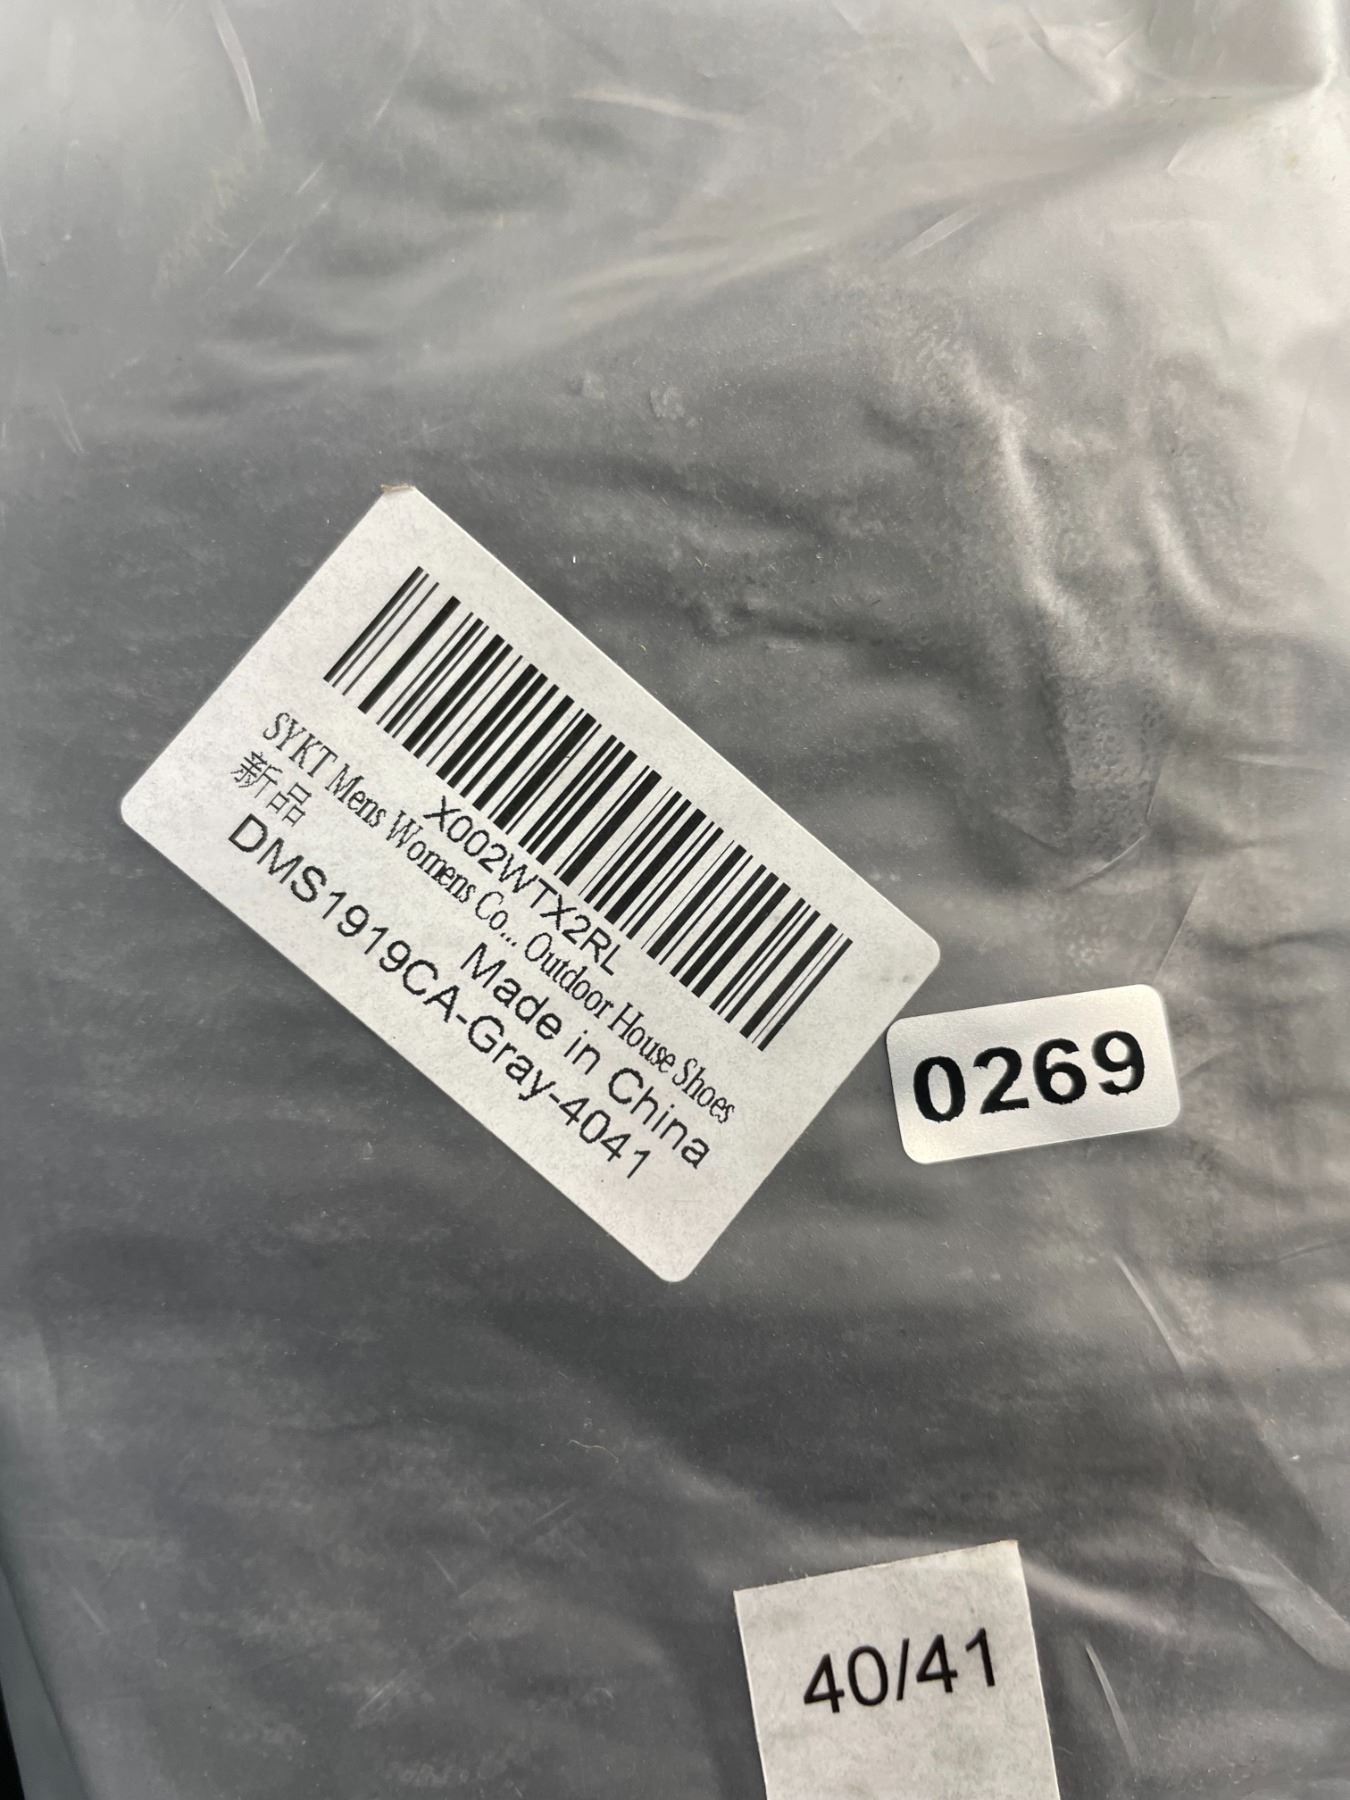 X002WTX2RL
SYKT Mens Womens Co... Outdoor House Shoes
新品
Made in China
DMS1919CA-Gray-4041
0269
40/41